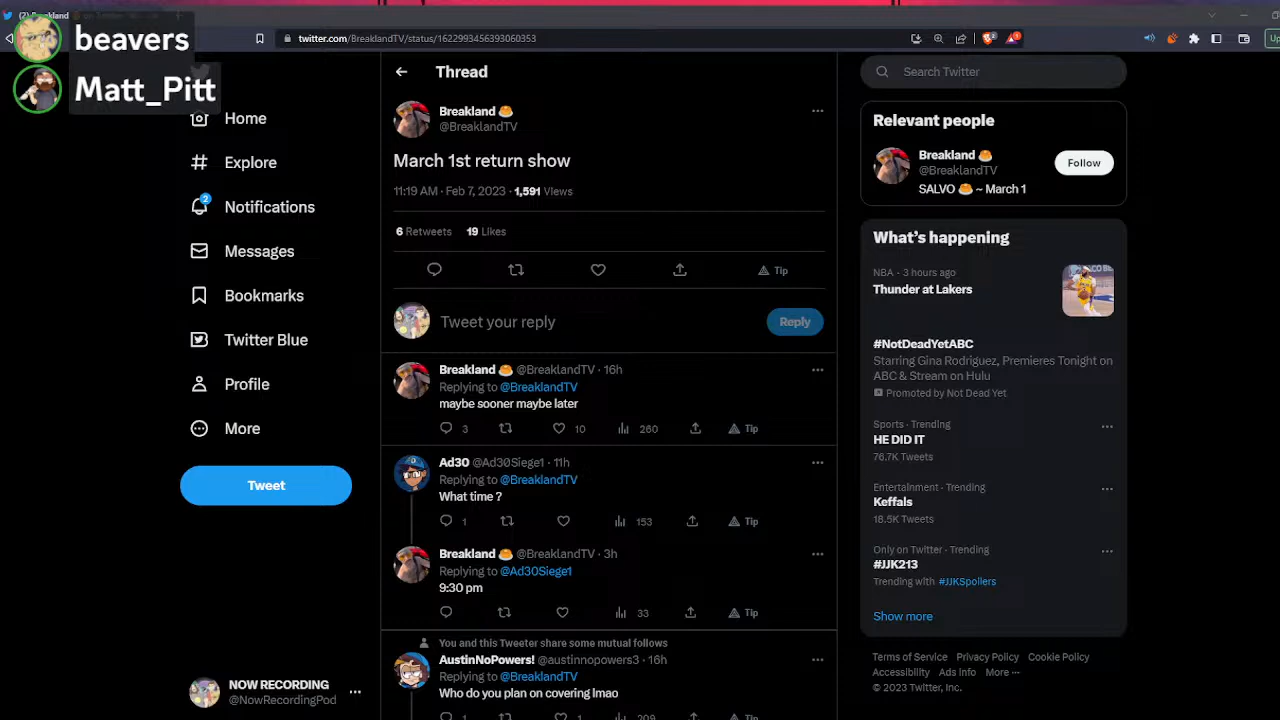 (2) Breakland
beavers
Matt_Pitt
twitter.com/BreaklandTV/status/1622993456393060353
Home
Explore
2
Notifications
Messages
Bookmarks
Twitter Blue
Profile
More
Tweet
NOW RECORDING
@NowRecordingPod
Thread
Breakland
@BreaklandTV
March 1st return show
11:19 AM · Feb 7, 2023 · 1,591 Views
6 Retweets 19 Likes
Tip
Tweet your reply
Reply
Breakland @BreaklandTV · 16h
Replying to @BreaklandTV
maybe sooner maybe later
3 10 260 Tip
Ad30 @Ad30Siege1 · 11h
Replying to @BreaklandTV
What time ?
1 153 Tip
Breakland @BreaklandTV · 3h
Replying to @Ad30Siege1
9:30 pm
33 Tip
You and this Tweeter share some mutual follows
AustinNoPowers! @austinnopowers3 · 16h
Replying to @BreaklandTV
Who do you plan on covering lmao
1 1 209 Tip
Search Twitter
Relevant people
Breakland
@BreaklandTV
Follow
SALVO ~ March 1
What's happening
NBA · 3 hours ago
Thunder at Lakers
#NotDeadYetABC
Starring Gina Rodriguez, Premieres Tonight on
ABC & Stream on Hulu
Promoted by Not Dead Yet
Sports · Trending
HE DID IT
76.7K Tweets
Entertainment · Trending
Keffals
18.5K Tweets
Only on Twitter · Trending
#JJK213
Trending with #JJKSpoilers
Show more
Terms of Service Privacy Policy Cookie Policy
Accessibility Ads info More ···
© 2023 Twitter, Inc.